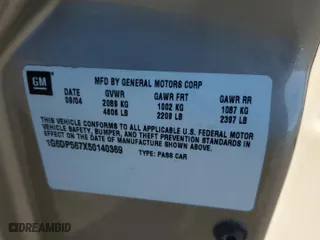 GM
MFD BY GENERAL MOTORS CORP
DATE GVWR GAWR FRT GAWR RR
09/04 2089 KG 1002 KG 1087 KG
4606 LB 2209 LB 2397 LB
THIS VEHICLE CONFORMS TO ALL APPLICABLE U.S. FEDERAL MOTOR
VEHICLE SAFETY, BUMPER, AND THEFT PREVENTION STANDARDS
IN EFFECT ON THE DATE OF MANUFACTURE SHOWN ABOVE.
1G6DP567X50140369 TYPE: PASS CAR